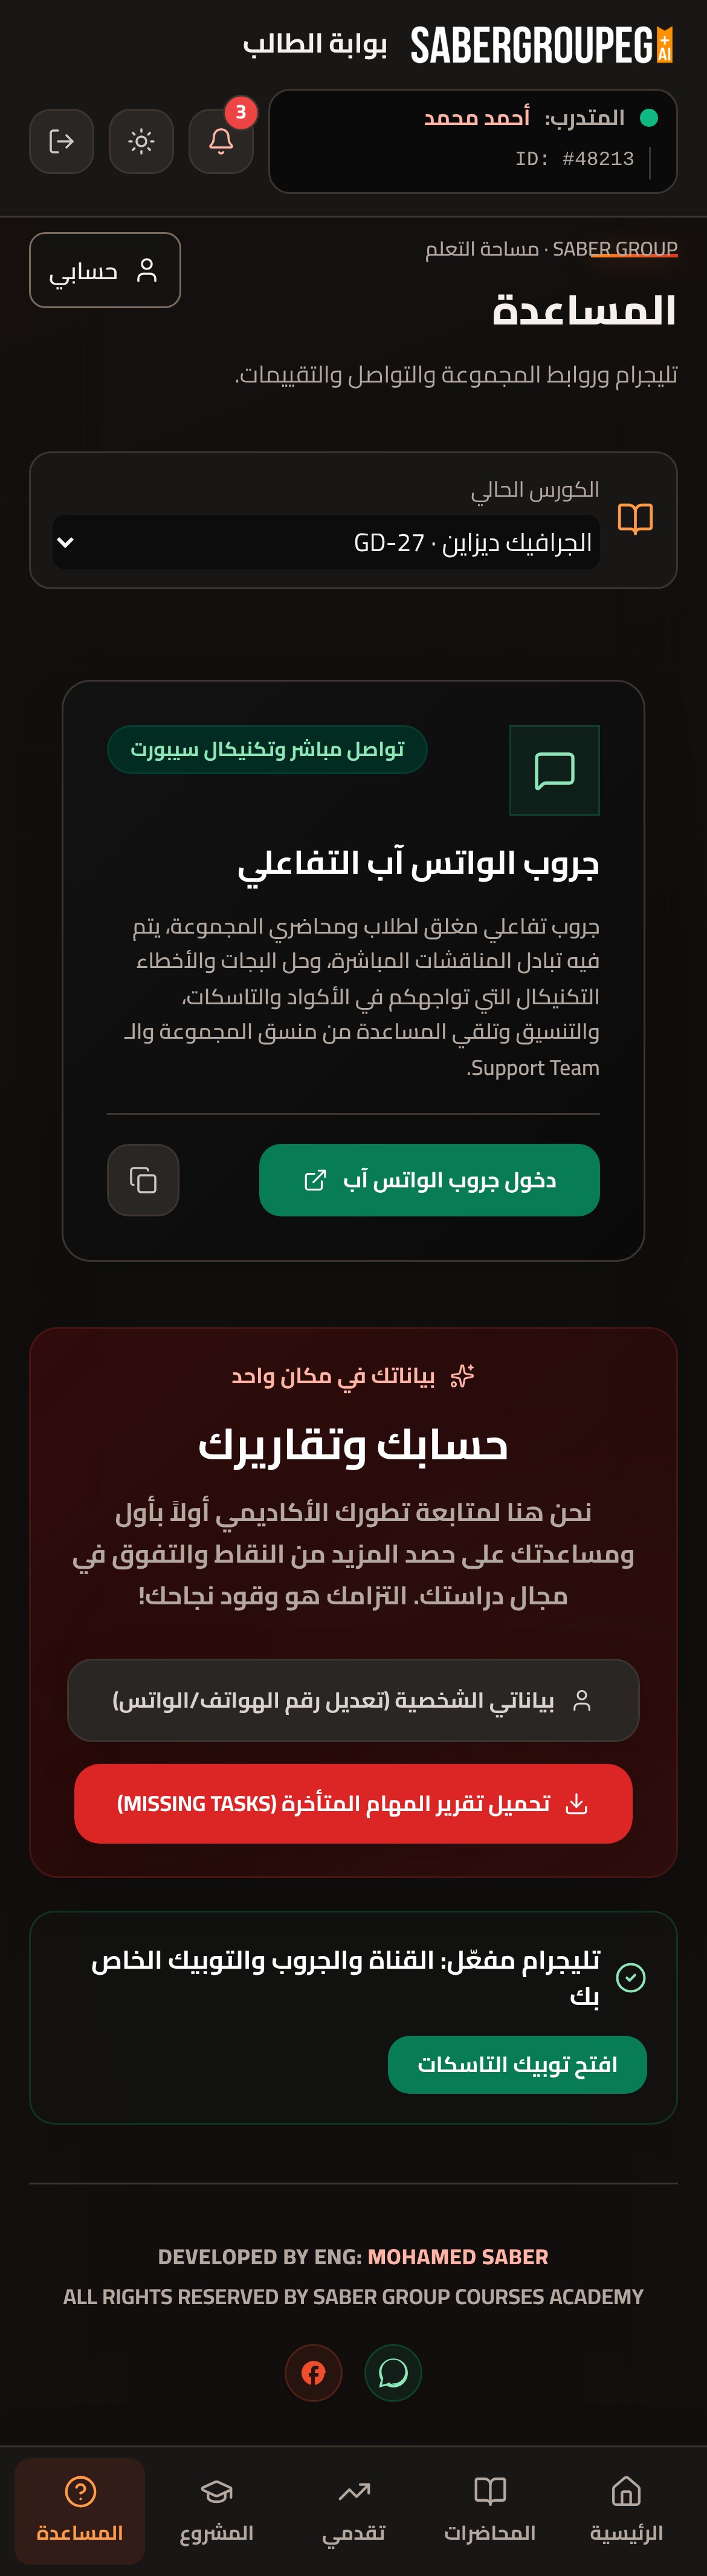 SABERGROUPEG +AI بوابة الطالب
3
المتدرب: أحمد محمد
ID: #48213
SABER GROUP · مساحة التعلم
حسابي
المساعدة
تليجرام وروابط المجموعة والتواصل والتقييمات.
الكورس الحالي
الجرافيك ديزاين · GD-27
تواصل مباشر وتكنيكال سيبورت
جروب الواتس آب التفاعلي
جروب تفاعلي مغلق لطلاب ومحاضري المجموعة، يتم
فيه تبادل المناقشات المباشرة، وحل البجات والأخطاء
التكنيكال التي تواجهكم في الأكواد والتاسكات،
والتنسيق وتلقي المساعدة من منسق المجموعة والـ
Support Team.
دخول جروب الواتس آب
بياناتك في مكان واحد
حسابك وتقاريرك
نحن هنا لمتابعة تطورك الأكاديمي أولاً بأول
ومساعدتك على حصد المزيد من النقاط والتفوق في
مجال دراستك. التزامك هو وقود نجاحك!
بياناتي الشخصية (تعديل رقم الهواتف/الواتس)
تحميل تقرير المهام المتأخرة (MISSING TASKS)
تليجرام مفعّل: القناة والجروب والتوبيك الخاص
بك
افتح توبيك التاسكات
DEVELOPED BY ENG: MOHAMED SABER
ALL RIGHTS RESERVED BY SABER GROUP COURSES ACADEMY
الرئيسية
المحاضرات
تقدمي
المشروع
المساعدة